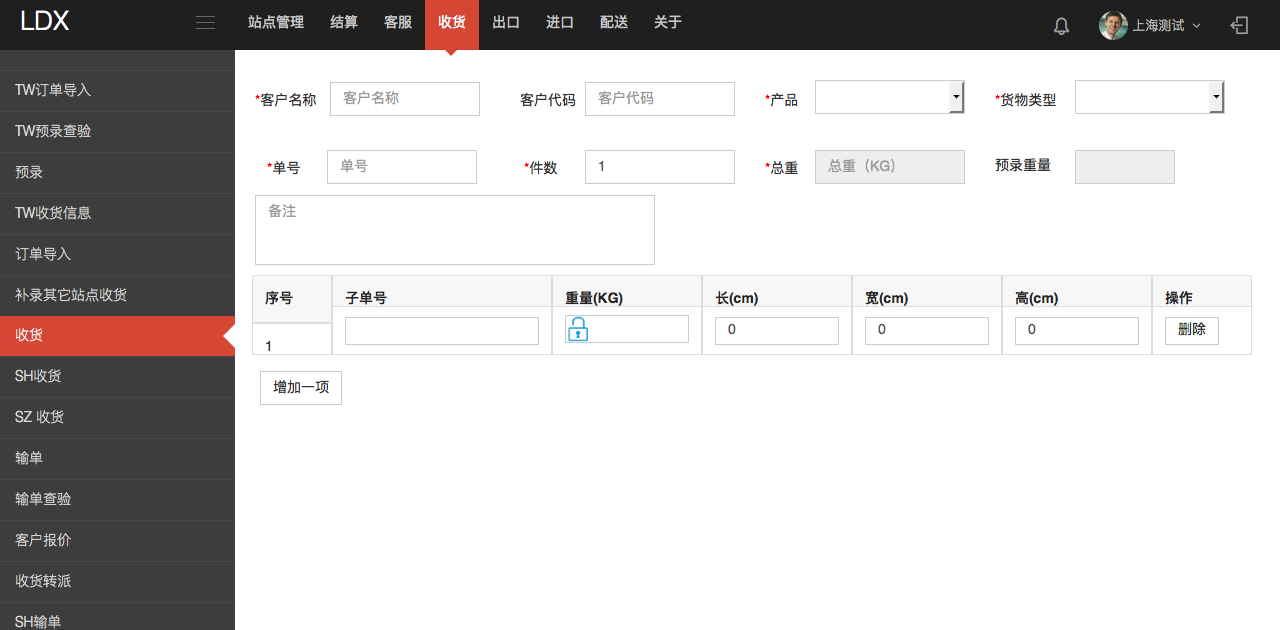 LDX 站点管理 结算 客服 收货 出口 进口 配送 关于 上海测试
TW订单导入
TW预录查验
预录
TW收货信息
订单导入
补录其它站点收货
收货
SH收货
SZ 收货
输单
输单查验
客户报价
收货转派
SH输单
*客户名称 客户名称 客户代码 客户代码 *产品 *货物类型
*单号 单号 *件数 1 *总重 总重（KG） 预录重量
备注
序号 子单号 重量(KG) 长(cm) 宽(cm) 高(cm) 操作
1 0 0 0 删除
增加一项